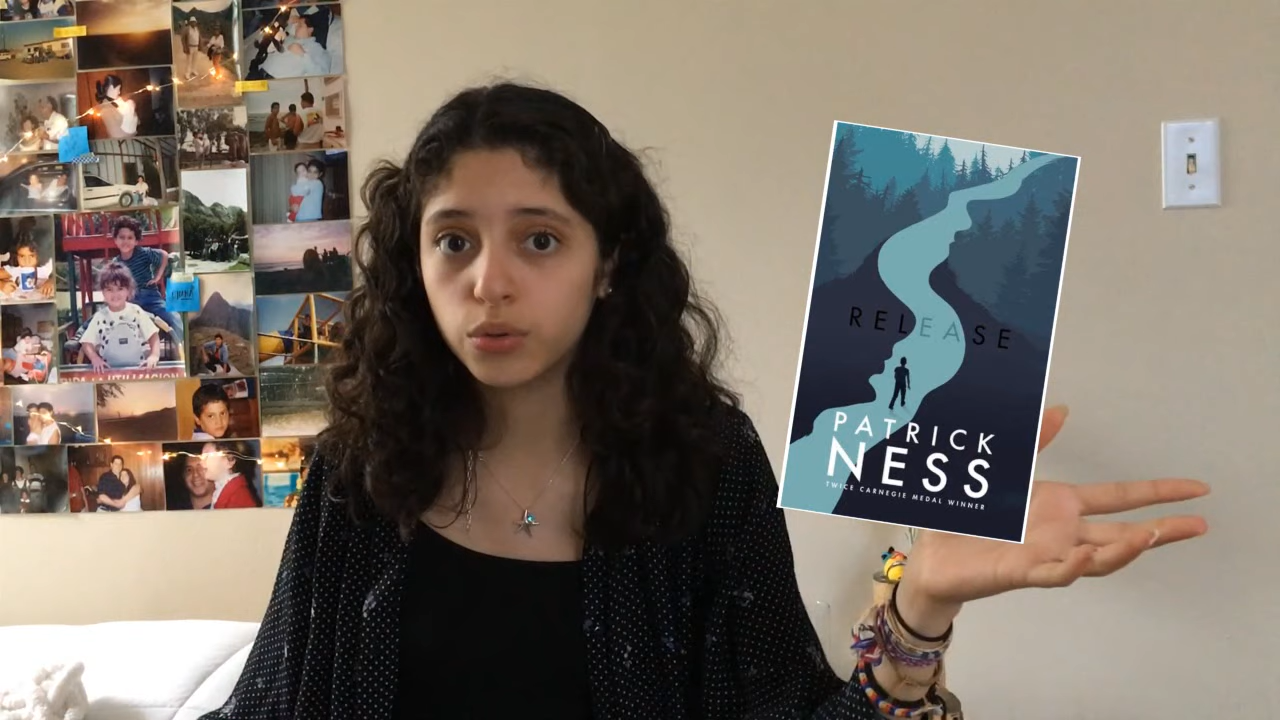 RELEASE
PATRICK
NESS
TWICE CARNEGIE MEDAL WINNER